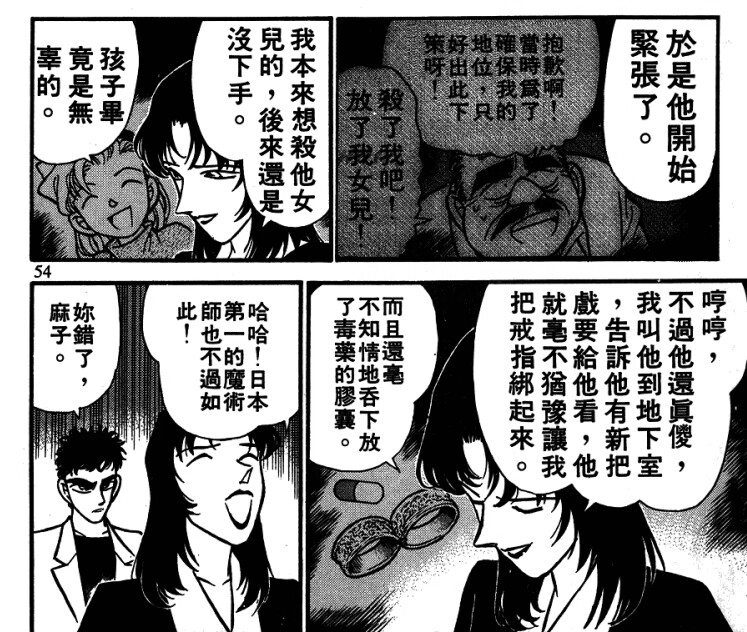 於是他開始
緊張了。
抱歉啊！
當時為了
確保我的
地位，只
好出此下
策呀！
殺了我吧！
放了我女兒！
我本來想殺他女
兒的，後來還是
沒下手。
孩子畢
竟是無
辜的。
54
哼哼，
不過他還眞傻，
我叫他到地下室
，告訴他有新把
戲要給他看，他
就毫不猶豫讓我
把戒指綁起來。
而且還毫
不知情地吞下放
了毒藥的膠囊。
哈哈！日本
第一的魔術
師也不過如
此！
妳錯了，
麻子。